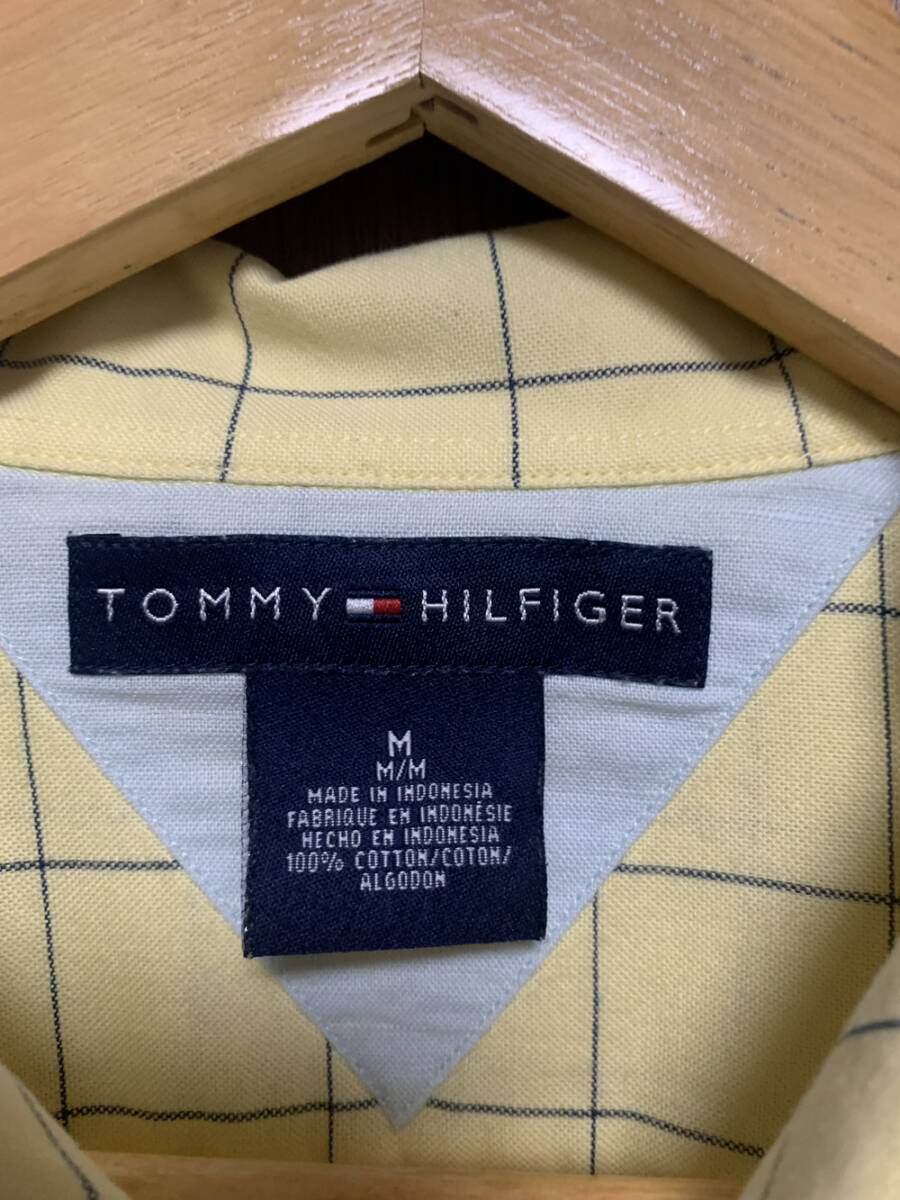 TOMMY HILFIGER
M
M/M
MADE IN INDONESIA
FABRIQUE EN INDONÉSIE
HECHO EN INDONESIA
100% COTTON/COTON/
ALGODON